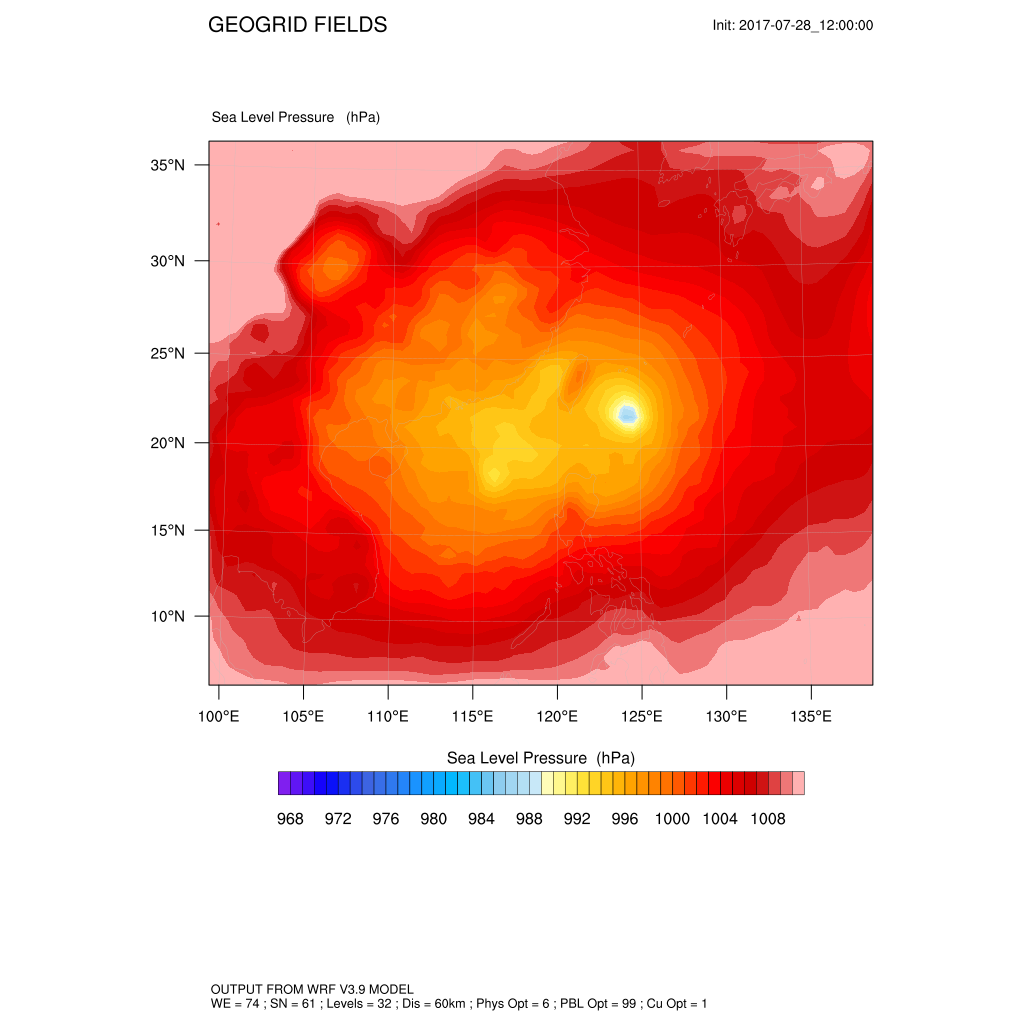 GEOGRID FIELDS
Init: 2017-07-28_12:00:00
Sea Level Pressure (hPa)
35°N
30°N
25°N
20°N
15°N
10°N
100°E 105°E 110°E 115°E 120°E 125°E 130°E 135°E
Sea Level Pressure (hPa)
968 972 976 980 984 988 992 996 1000 1004 1008
OUTPUT FROM WRF V3.9 MODEL
WE = 74 ; SN = 61 ; Levels = 32 ; Dis = 60km ; Phys Opt = 6 ; PBL Opt = 99 ; Cu Opt = 1